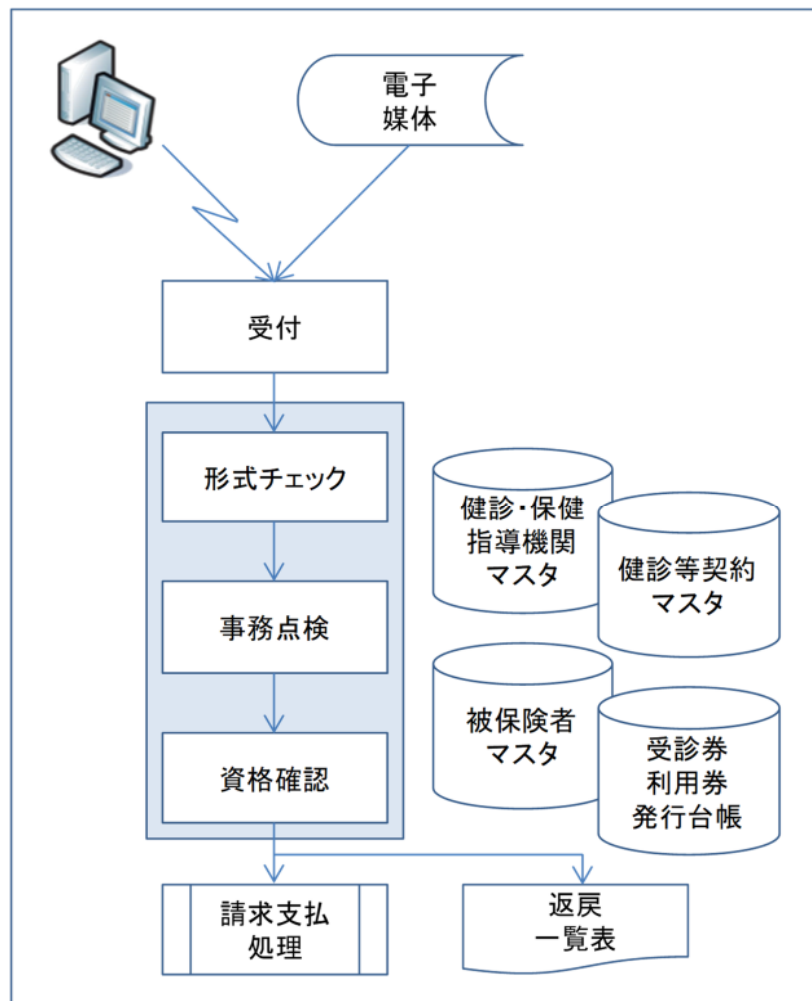 電子
媒体
受付
形式チェック
事務点検
資格確認
健診・保健
指導機関
マスタ
健診等契約
マスタ
被保険者
マスタ
受診券
利用券
発行台帳
請求支払
処理
返戻
一覧表